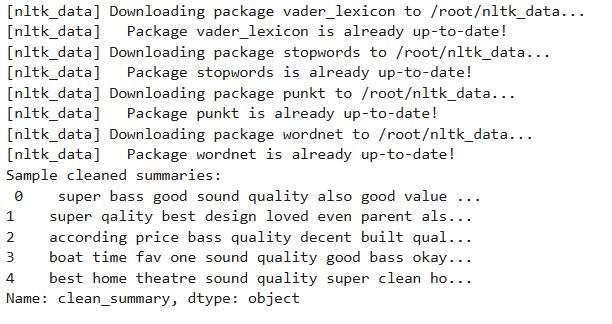 [nltk_data] Downloading package vader_lexicon to /root/nltk_data...
[nltk_data]   Package vader_lexicon is already up-to-date!
[nltk_data] Downloading package stopwords to /root/nltk_data...
[nltk_data]   Package stopwords is already up-to-date!
[nltk_data] Downloading package punkt to /root/nltk_data...
[nltk_data]   Package punkt is already up-to-date!
[nltk_data] Downloading package wordnet to /root/nltk_data...
[nltk_data]   Package wordnet is already up-to-date!
Sample cleaned summaries:
 0    super bass good sound quality also good value ...
1    super qality best design loved even parent als...
2    according price bass quality decent built qual...
3    boat time fav one sound quality good bass okay...
4    best home theatre sound quality super clean ho...
Name: clean_summary, dtype: object